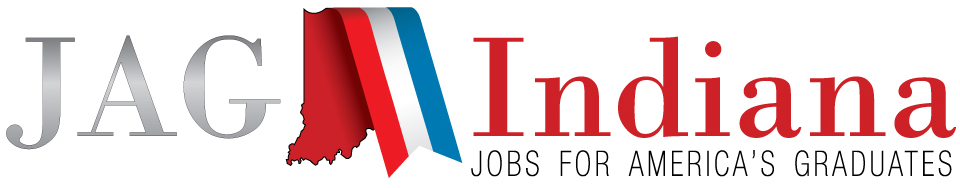 JAG Indiana
JOBS FOR AMERICA'S GRADUATES